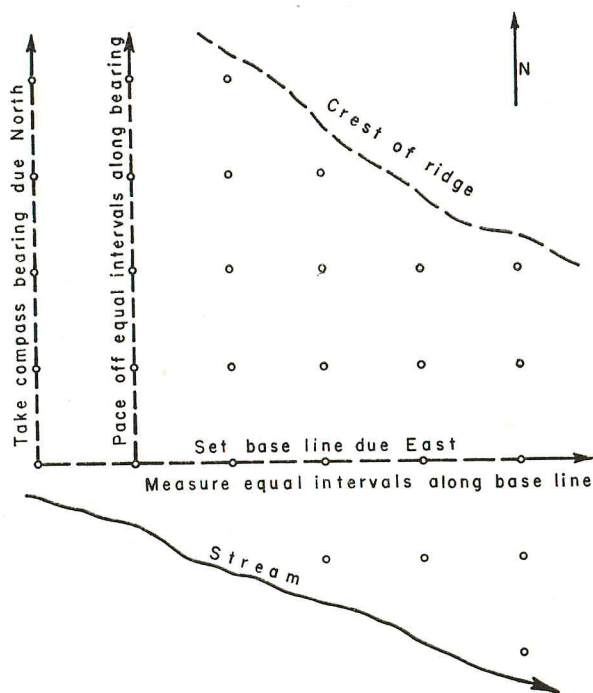 Take compass bearing due North
Pace off equal intervals along bearing
Crest of ridge
N
Set base line due East
Measure equal intervals along base line
Stream